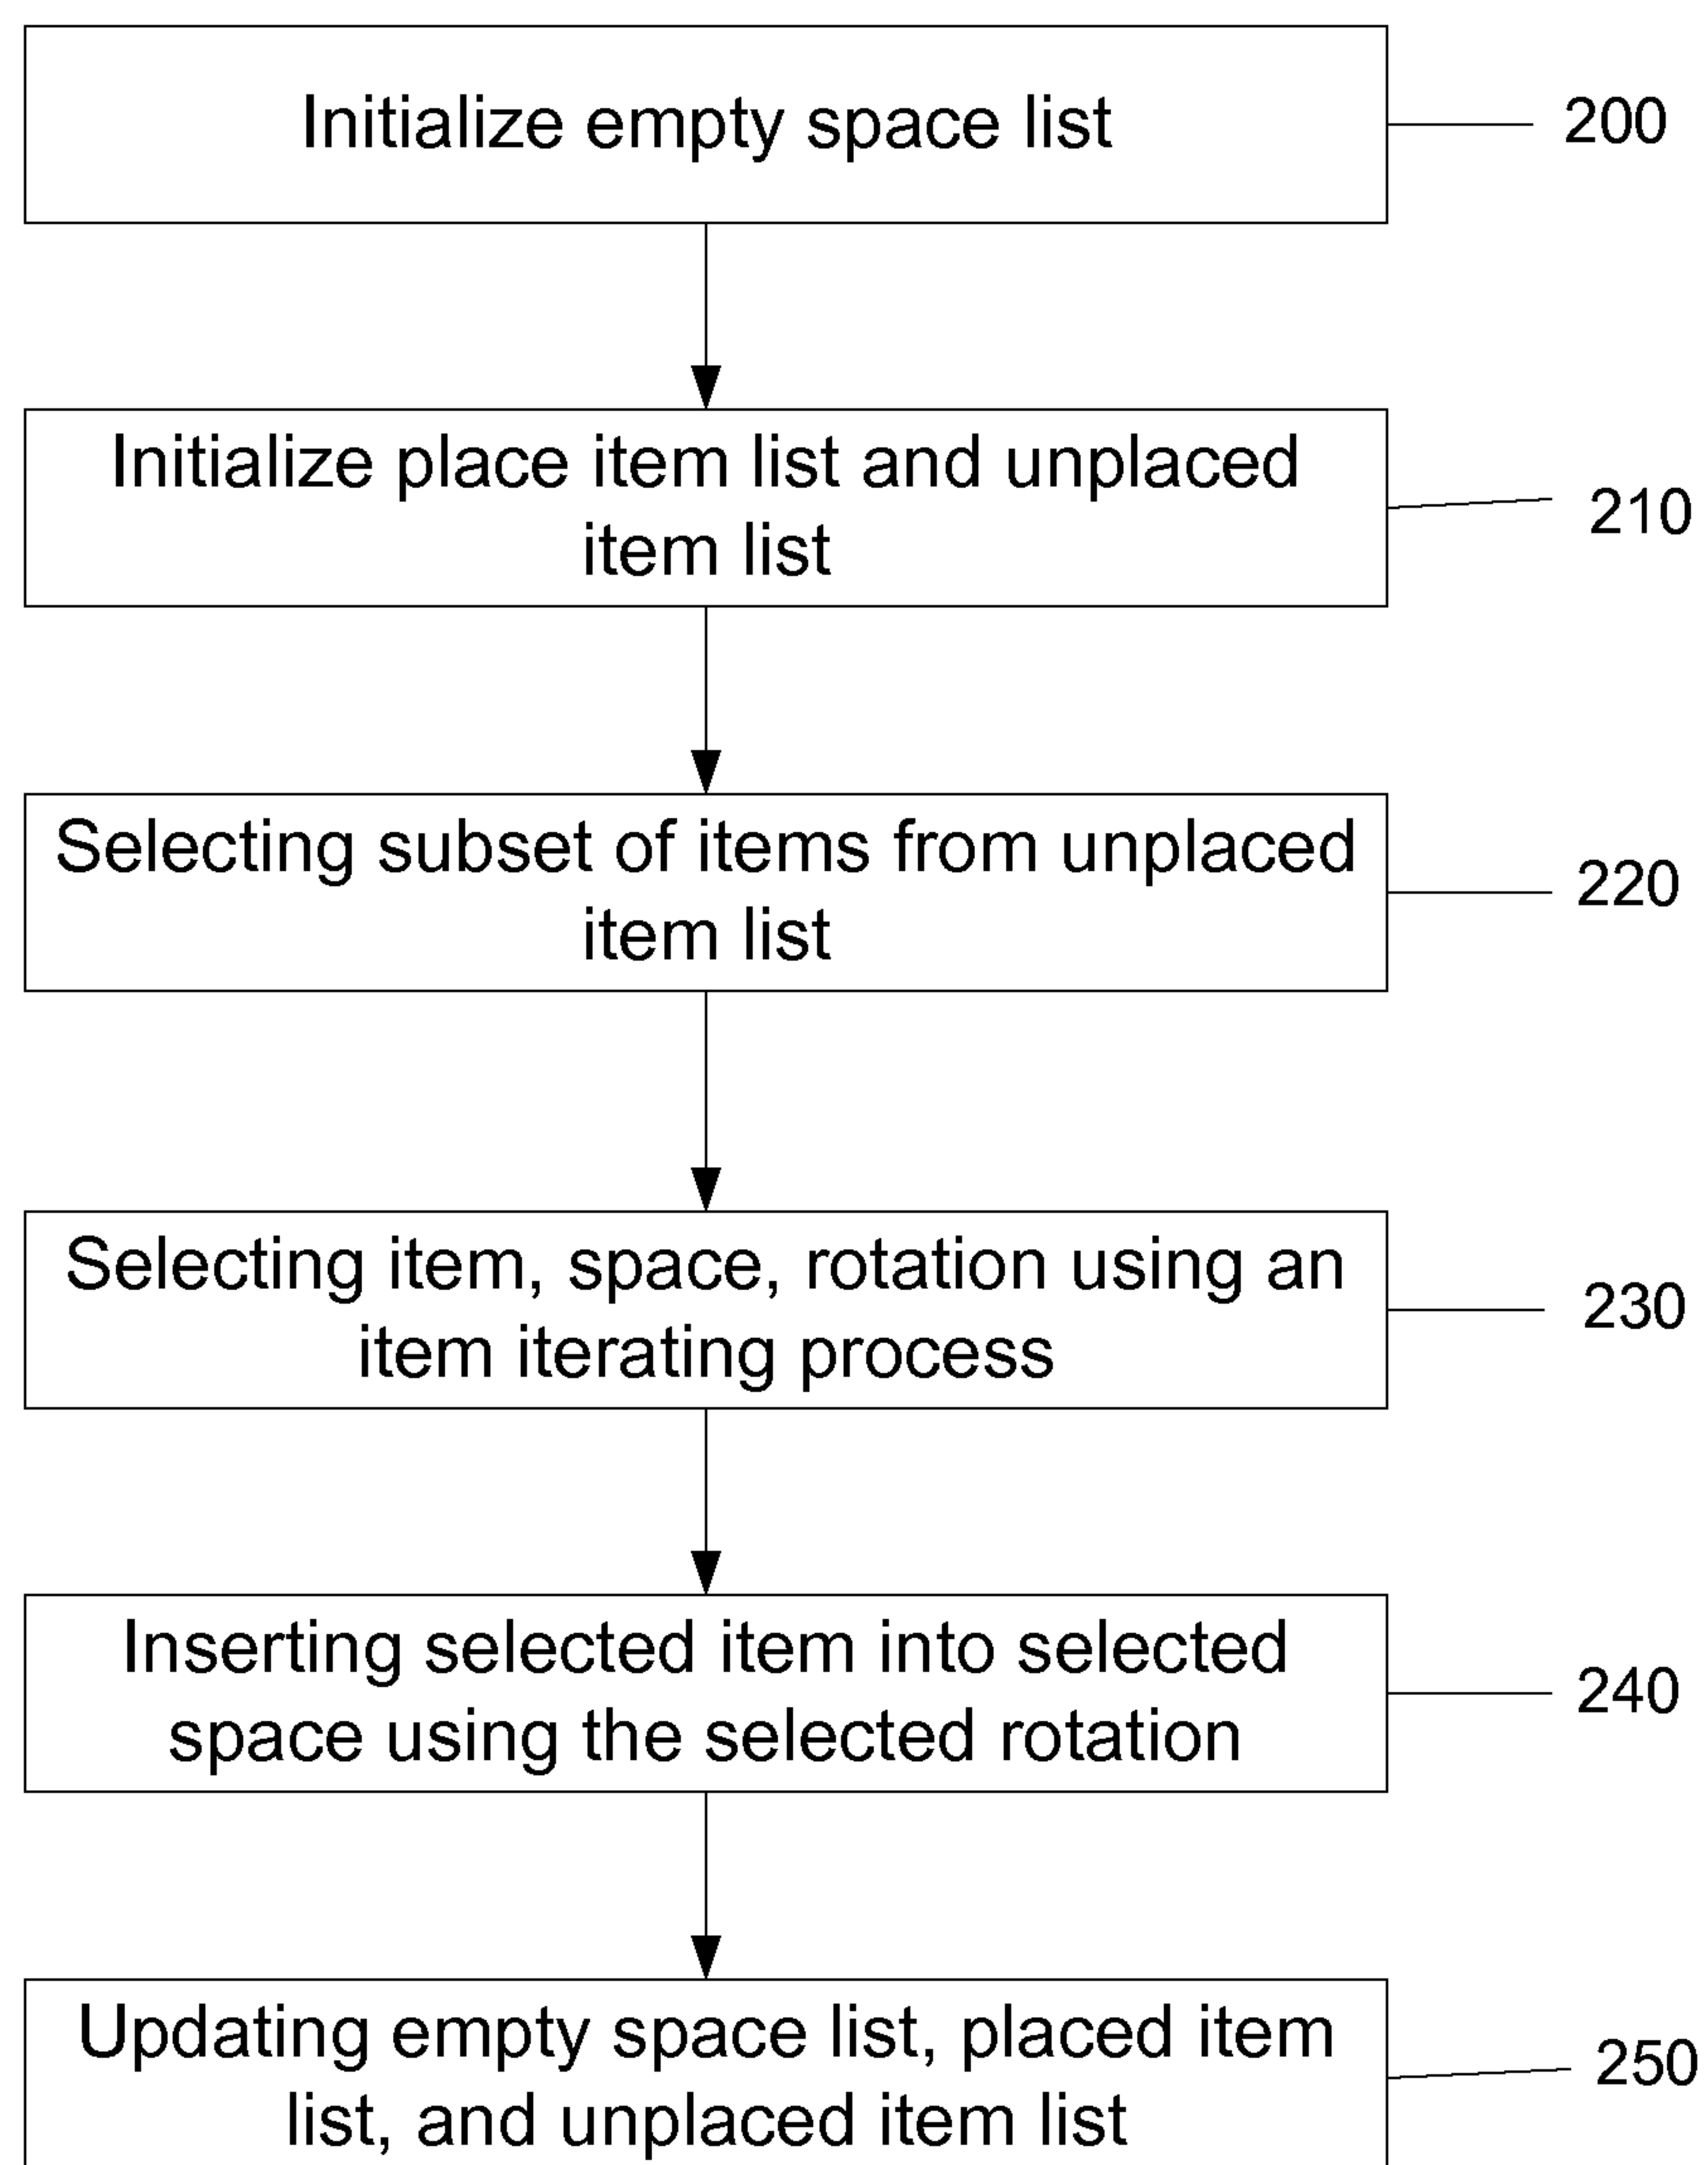 Initialize empty space list
200
Initialize place item list and unplaced
item list
210
Selecting subset of items from unplaced
item list
220
Selecting item, space, rotation using an
item iterating process
230
Inserting selected item into selected
space using the selected rotation
240
Updating empty space list, placed item
list, and unplaced item list
250